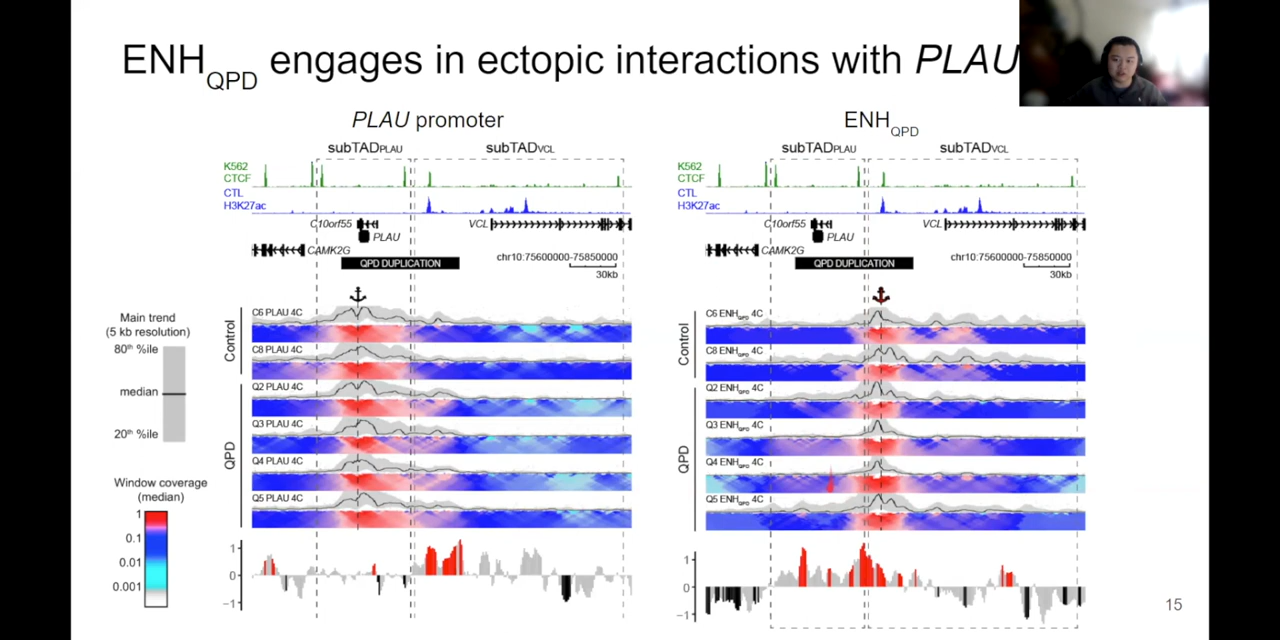 ENH_QPD engages in ectopic interactions with PLAU
PLAU promoter
subTAD_PLAU subTAD_VCL
K562
CTCF
CTL
H3K27ac
C10orf55
PLAU
VCL
CAMK2G
QPD DUPLICATION
chr10:75600000-75850000
30kb
ENH_QPD
subTAD_PLAU subTAD_VCL
K562
CTCF
CTL
H3K27ac
C10orf55
PLAU
VCL
CAMK2G
QPD DUPLICATION
chr10:75600000-75850000
30kb
Main trend
(5 kb resolution)
80th %ile
median
20th %ile
Window coverage
(median)
1
0.1
0.01
0.001
Control
QPD
C6 PLAU 4C
C8 PLAU 4C
Q2 PLAU 4C
Q3 PLAU 4C
Q4 PLAU 4C
Q5 PLAU 4C
1
0
−1
Control
QPD
C6 ENH_QPD 4C
C8 ENH_QPD 4C
Q2 ENH_QPD 4C
Q3 ENH_QPD 4C
Q4 ENH_QPD 4C
Q5 ENH_QPD 4C
1
0
−1
15